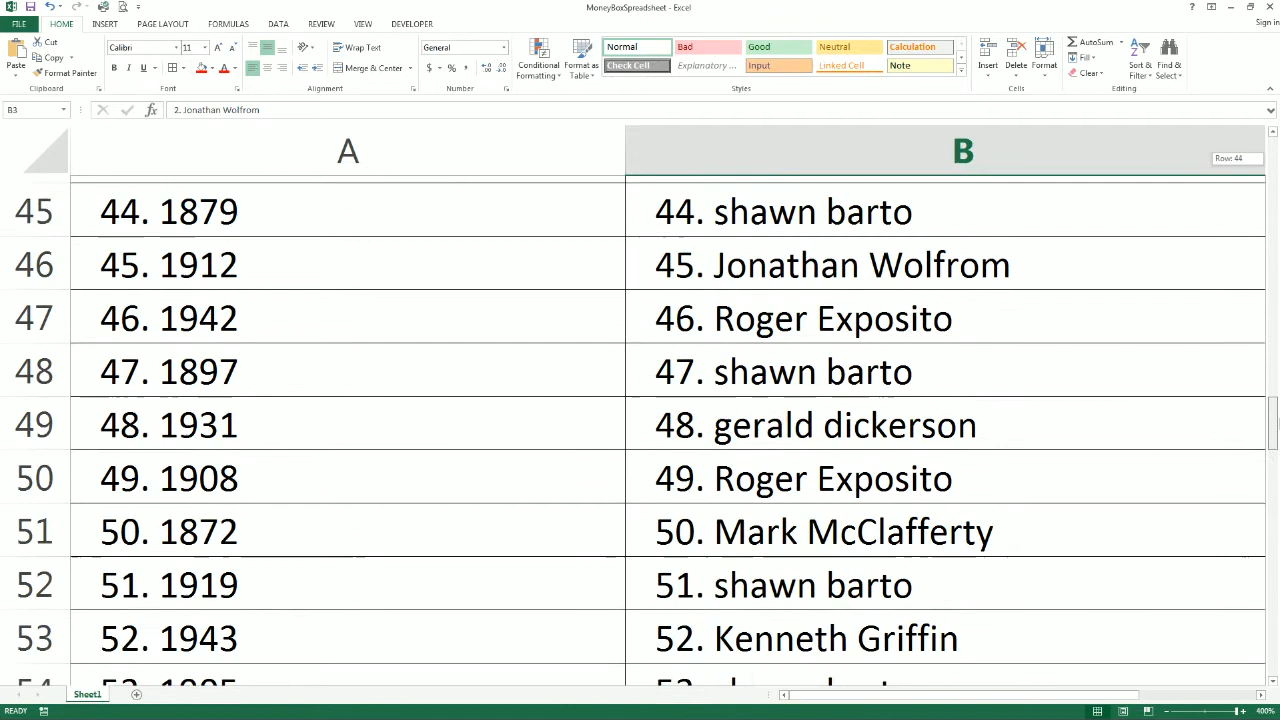 MoneyBoxSpreadsheet - Excel
Sign in
FILE HOME INSERT PAGE LAYOUT FORMULAS DATA REVIEW VIEW DEVELOPER
Paste
Cut
Copy
Format Painter
Clipboard
Calibri 11
B I U
Font
Wrap Text
Merge & Center
Alignment
General
$ % ,
Number
Conditional Formatting
Format as Table
Normal Bad Good Neutral Calculation
Check Cell Explanatory ... Input Linked Cell Note
Styles
Insert Delete Format
Cells
AutoSum
Fill
Clear
Sort & Filter
Find & Select
Editing
B3 fx 2. Jonathan Wolfrom
A B
Row: 44
45 44. 1879 44. shawn barto
46 45. 1912 45. Jonathan Wolfrom
47 46. 1942 46. Roger Exposito
48 47. 1897 47. shawn barto
49 48. 1931 48. gerald dickerson
50 49. 1908 49. Roger Exposito
51 50. 1872 50. Mark McClafferty
52 51. 1919 51. shawn barto
53 52. 1943 52. Kenneth Griffin
Sheet1
READY 400%